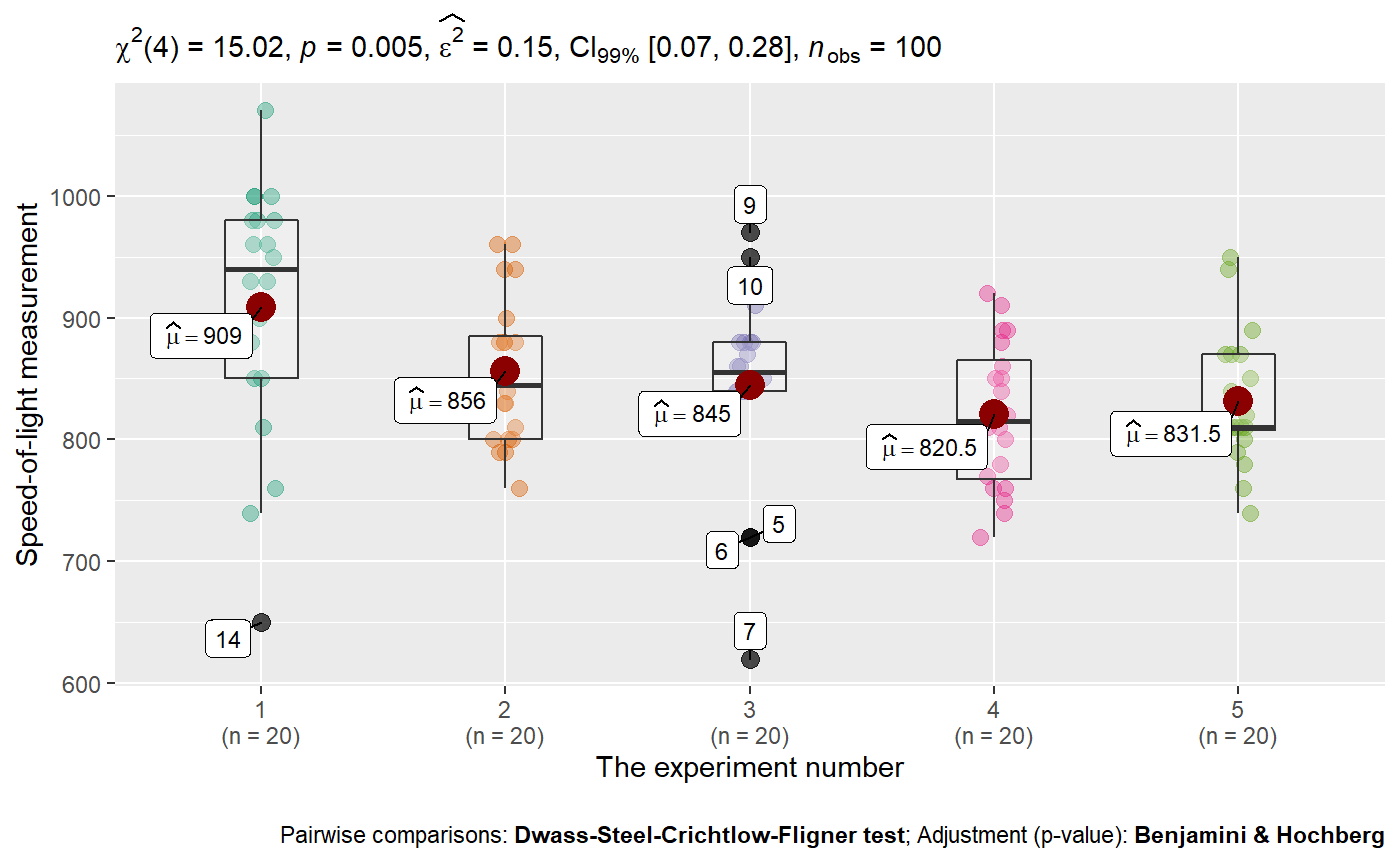 χ²(4) = 15.02, p = 0.005, ε̂² = 0.15, CI₉₉% [0.07, 0.28], n_obs = 100
Speed-of-light measurement
1000
900
800
700
600
μ̂ = 909
14
μ̂ = 856
9
10
μ̂ = 845
5
6
7
μ̂ = 820.5
μ̂ = 831.5
1 2 3 4 5
(n = 20) (n = 20) (n = 20) (n = 20) (n = 20)
The experiment number
Pairwise comparisons: Dwass-Steel-Crichtlow-Fligner test; Adjustment (p-value): Benjamini & Hochberg